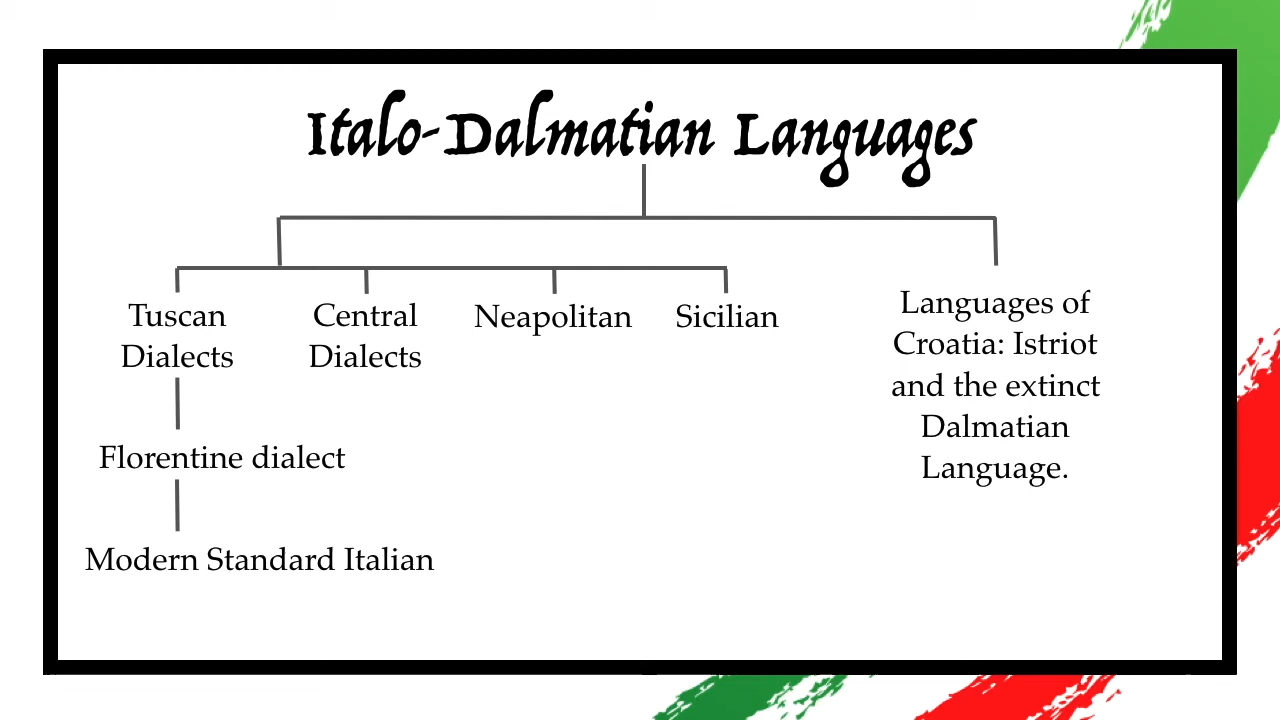 Italo-Dalmatian Languages
Tuscan
Dialects
Central
Dialects
Neapolitan
Sicilian
Languages of
Croatia: Istriot
and the extinct
Dalmatian
Language.
Florentine dialect
Modern Standard Italian